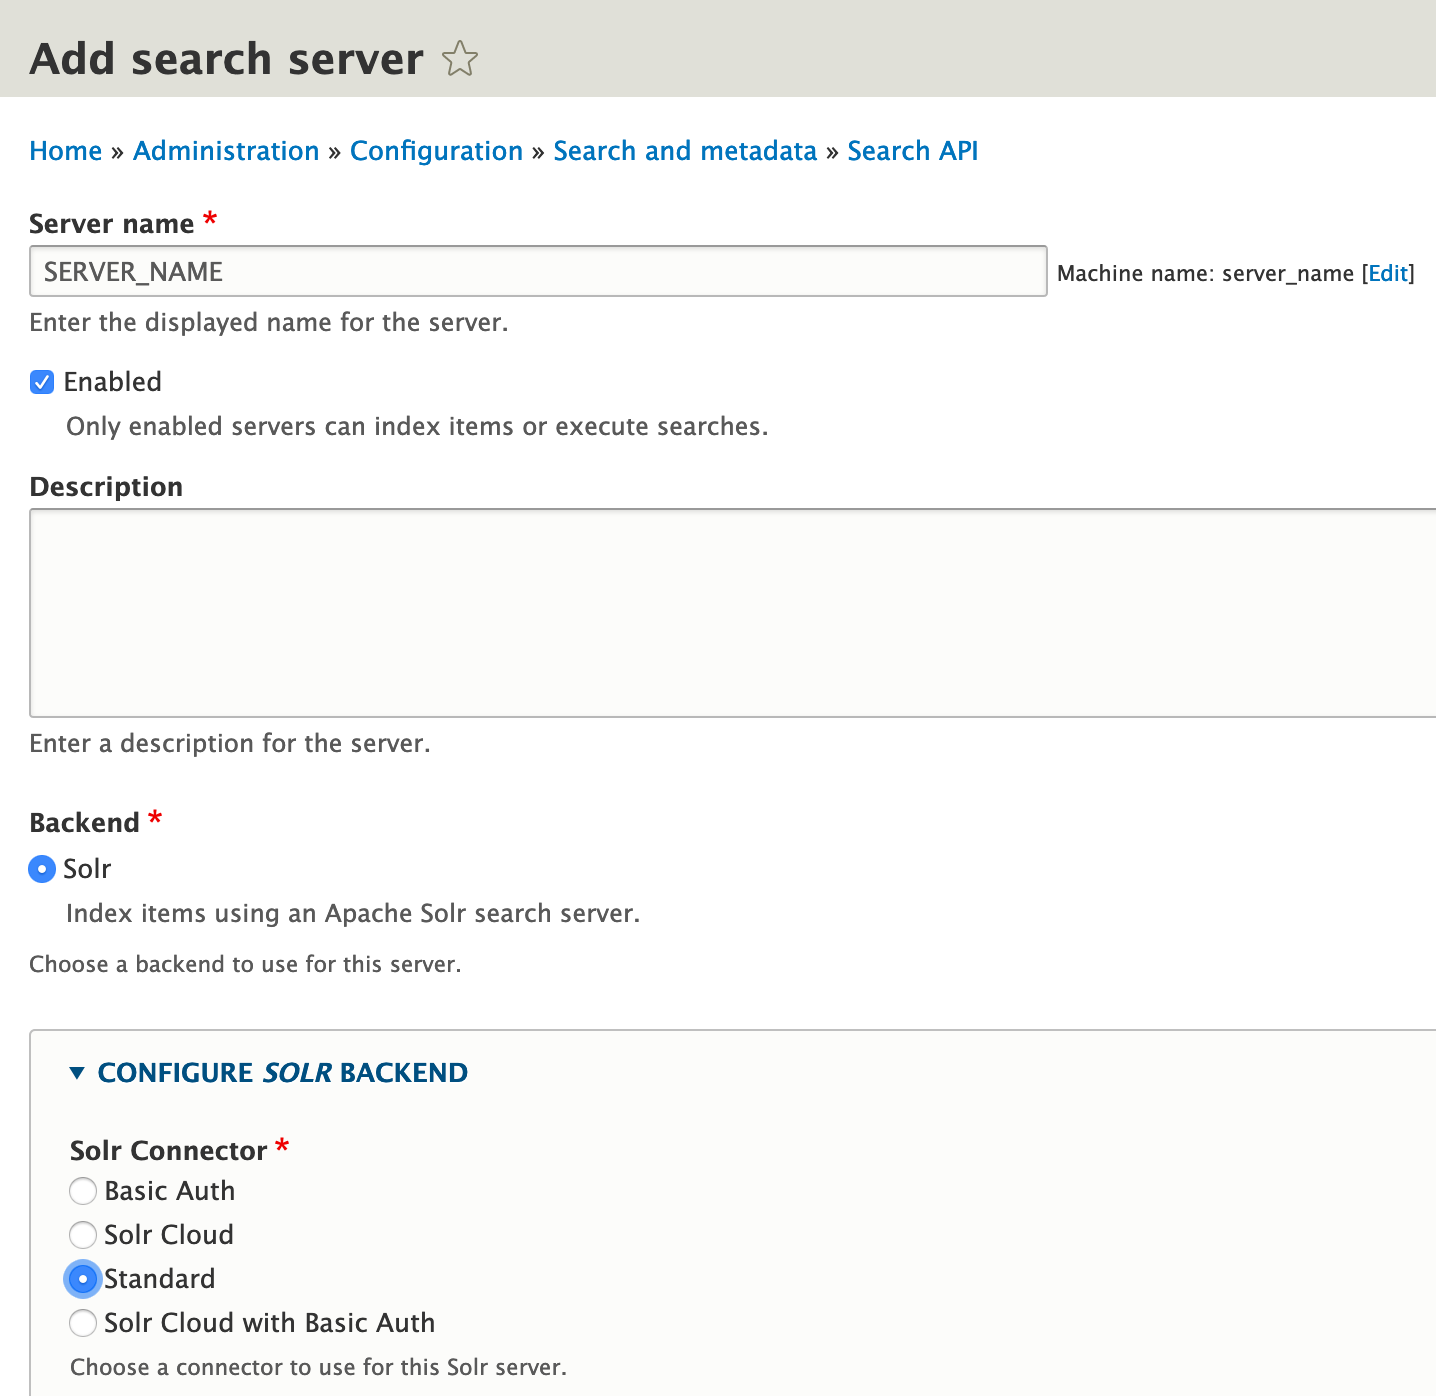 Add search server
Home » Administration » Configuration » Search and metadata » Search API
Server name *
SERVER_NAME
Machine name: server_name [Edit]
Enter the displayed name for the server.
Enabled
Only enabled servers can index items or execute searches.
Description
Enter a description for the server.
Backend *
Solr
Index items using an Apache Solr search server.
Choose a backend to use for this server.
CONFIGURE SOLR BACKEND
Solr Connector *
Basic Auth
Solr Cloud
Standard
Solr Cloud with Basic Auth
Choose a connector to use for this Solr server.